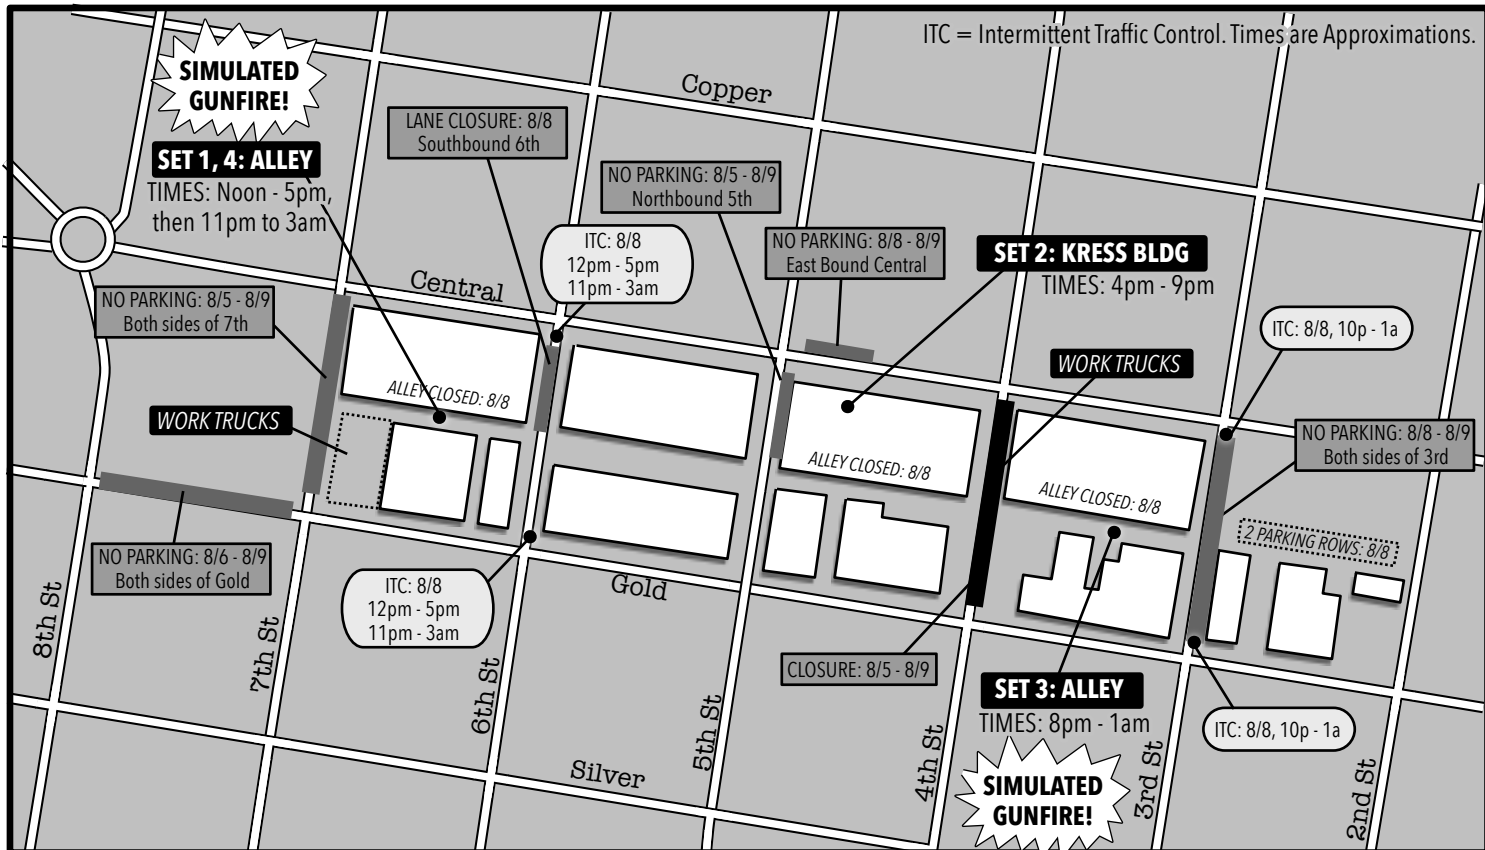 ITC = Intermittent Traffic Control. Times are Approximations.
SIMULATED
GUNFIRE!
SET 1, 4: ALLEY
TIMES: Noon - 5pm,
then 11pm to 3am
LANE CLOSURE: 8/8
Southbound 6th
Copper
NO PARKING: 8/5 - 8/9
Northbound 5th
ITC: 8/8
12pm - 5pm
11pm - 3am
NO PARKING: 8/8 - 8/9
East Bound Central
SET 2: KRESS BLDG
TIMES: 4pm - 9pm
Central
NO PARKING: 8/5 - 8/9
Both sides of 7th
ITC: 8/8, 10p - 1a
WORK TRUCKS
ALLEY CLOSED: 8/8
WORK TRUCKS
NO PARKING: 8/8 - 8/9
Both sides of 3rd
ALLEY CLOSED: 8/8
ALLEY CLOSED: 8/8
2 PARKING ROWS: 8/8
NO PARKING: 8/6 - 8/9
Both sides of Gold
ITC: 8/8
12pm - 5pm
11pm - 3am
Gold
CLOSURE: 8/5 - 8/9
SET 3: ALLEY
TIMES: 8pm - 1am
SIMULATED
GUNFIRE!
ITC: 8/8, 10p - 1a
8th St
7th St
6th St
5th St
4th St
3rd St
2nd St
Silver